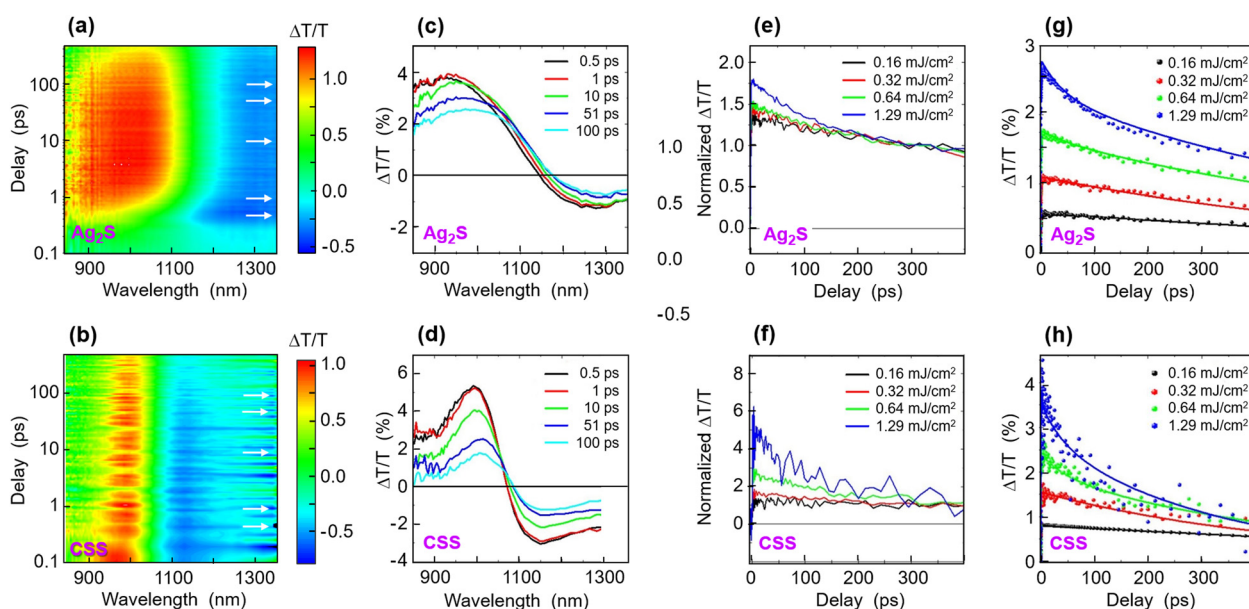 (a)
ΔT/T
100
10
1
0.1
Delay (ps)
Ag2S
900
1100
1300
Wavelength (nm)
1.0
0.5
0.0
-0.5
(c)
4
2
0
-2
ΔT/T (%)
0.5 ps
1 ps
10 ps
51 ps
100 ps
Ag2S
900
1000
1100
1200
1300
Wavelength (nm)
1.0
0.5
0.0
-0.5
(e)
2.0
1.5
1.0
0.5
0.0
Normalized ΔT/T
0.16 mJ/cm2
0.32 mJ/cm2
0.64 mJ/cm2
1.29 mJ/cm2
Ag2S
0
100
200
300
Delay (ps)
(g)
3
2
1
0
ΔT/T (%)
0.16 mJ/cm2
0.32 mJ/cm2
0.64 mJ/cm2
1.29 mJ/cm2
Ag2S
0
100
200
300
400
Delay (ps)
(b)
ΔT/T
100
10
1
0.1
Delay (ps)
CSS
900
1100
1300
Wavelength (nm)
1.0
0.5
0.0
-0.5
(d)
6
4
2
0
-2
-4
ΔT/T (%)
0.5 ps
1 ps
10 ps
51 ps
100 ps
CSS
900
1000
1100
1200
1300
Wavelength (nm)
(f)
8
6
4
2
0
Normalized ΔT/T
0.16 mJ/cm2
0.32 mJ/cm2
0.64 mJ/cm2
1.29 mJ/cm2
CSS
0
100
200
300
Delay (ps)
(h)
4
3
2
1
0
ΔT/T (%)
0.16 mJ/cm2
0.32 mJ/cm2
0.64 mJ/cm2
1.29 mJ/cm2
CSS
0
100
200
300
400
Delay (ps)